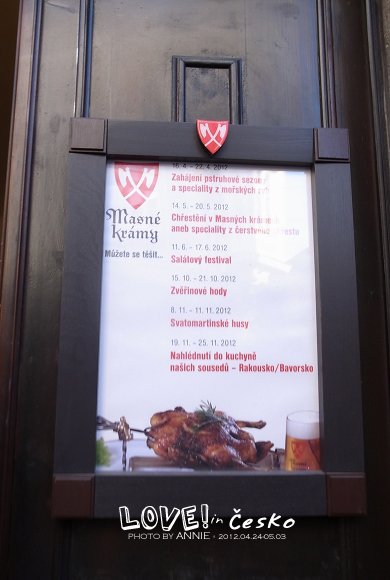 16. 4. - 22. 4. 2012
Zahájení pstruhové
a speciality z mořských
14. 5. - 20. 5. 2012
Masné
krámy
Můžete se těšit...
Chřestění v Masných
aneb speciality z čerstvého
11. 6. - 17. 6. 2012
Salátový festival
15. 10. - 21. 10. 2012
Zvěřinové hody
8. 11. - 11. 11. 2012
Svatomartinské husy
19. 11. - 25. 11. 2012
Nahlédnutí do kuchyně
našich sousedů - Rakousko/Bavorsko
LOVE! in česko
PHOTO BY ANNIE · 2012.04.24-05.03